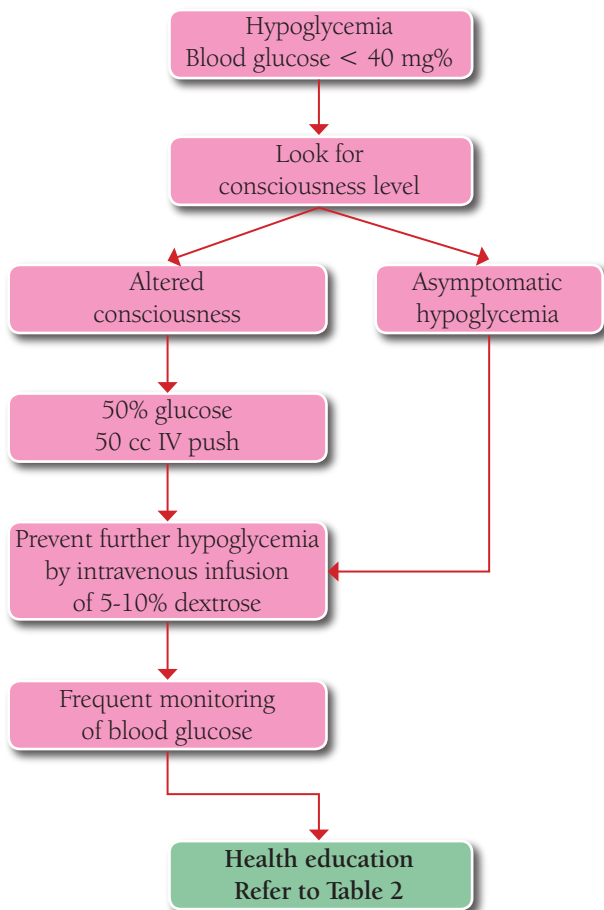 Hypoglycemia
Blood glucose < 40 mg%
Look for
consciousness level
Altered
consciousness
Asymptomatic
hypoglycemia
50% glucose
50 cc IV push
Prevent further hypoglycemia
by intravenous infusion
of 5-10% dextrose
Frequent monitoring
of blood glucose
Health education
Refer to Table 2